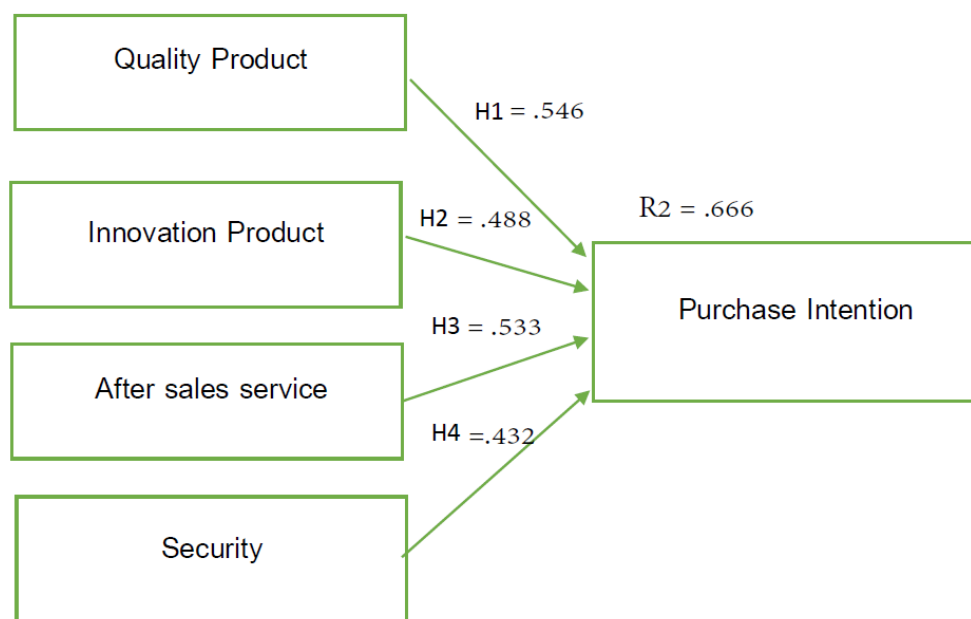 Quality Product
H1 = .546
R2 = .666
H2 = .488
Innovation Product
Purchase Intention
H3 = .533
After sales service
H4 =.432
Security